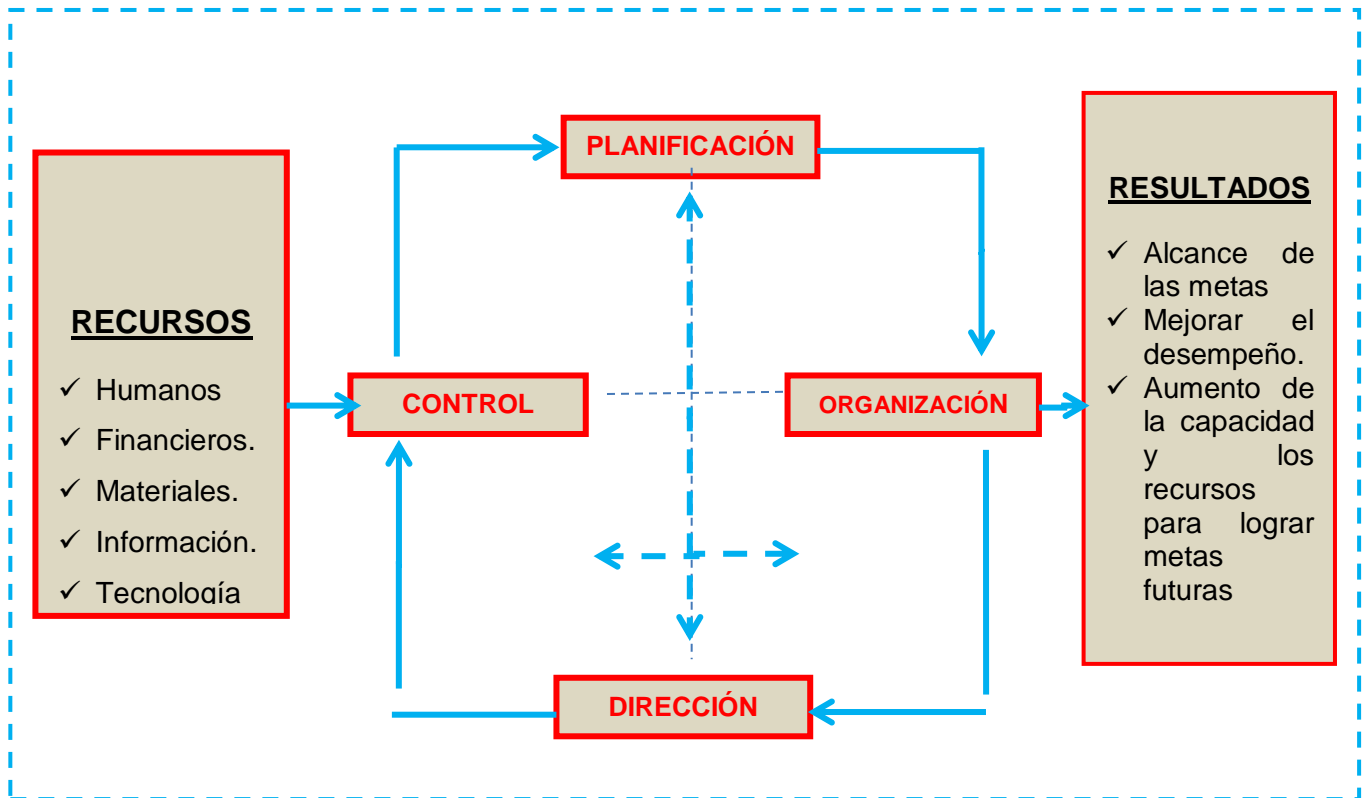 PLANIFICACIÓN
RECURSOS
✓ Humanos
✓ Financieros.
✓ Materiales.
✓ Información.
✓ Tecnología
CONTROL
ORGANIZACIÓN
DIRECCIÓN
RESULTADOS
✓ Alcance de
las metas
✓ Mejorar el
desempeño.
✓ Aumento de
la capacidad
y los
recursos
para lograr
metas
futuras